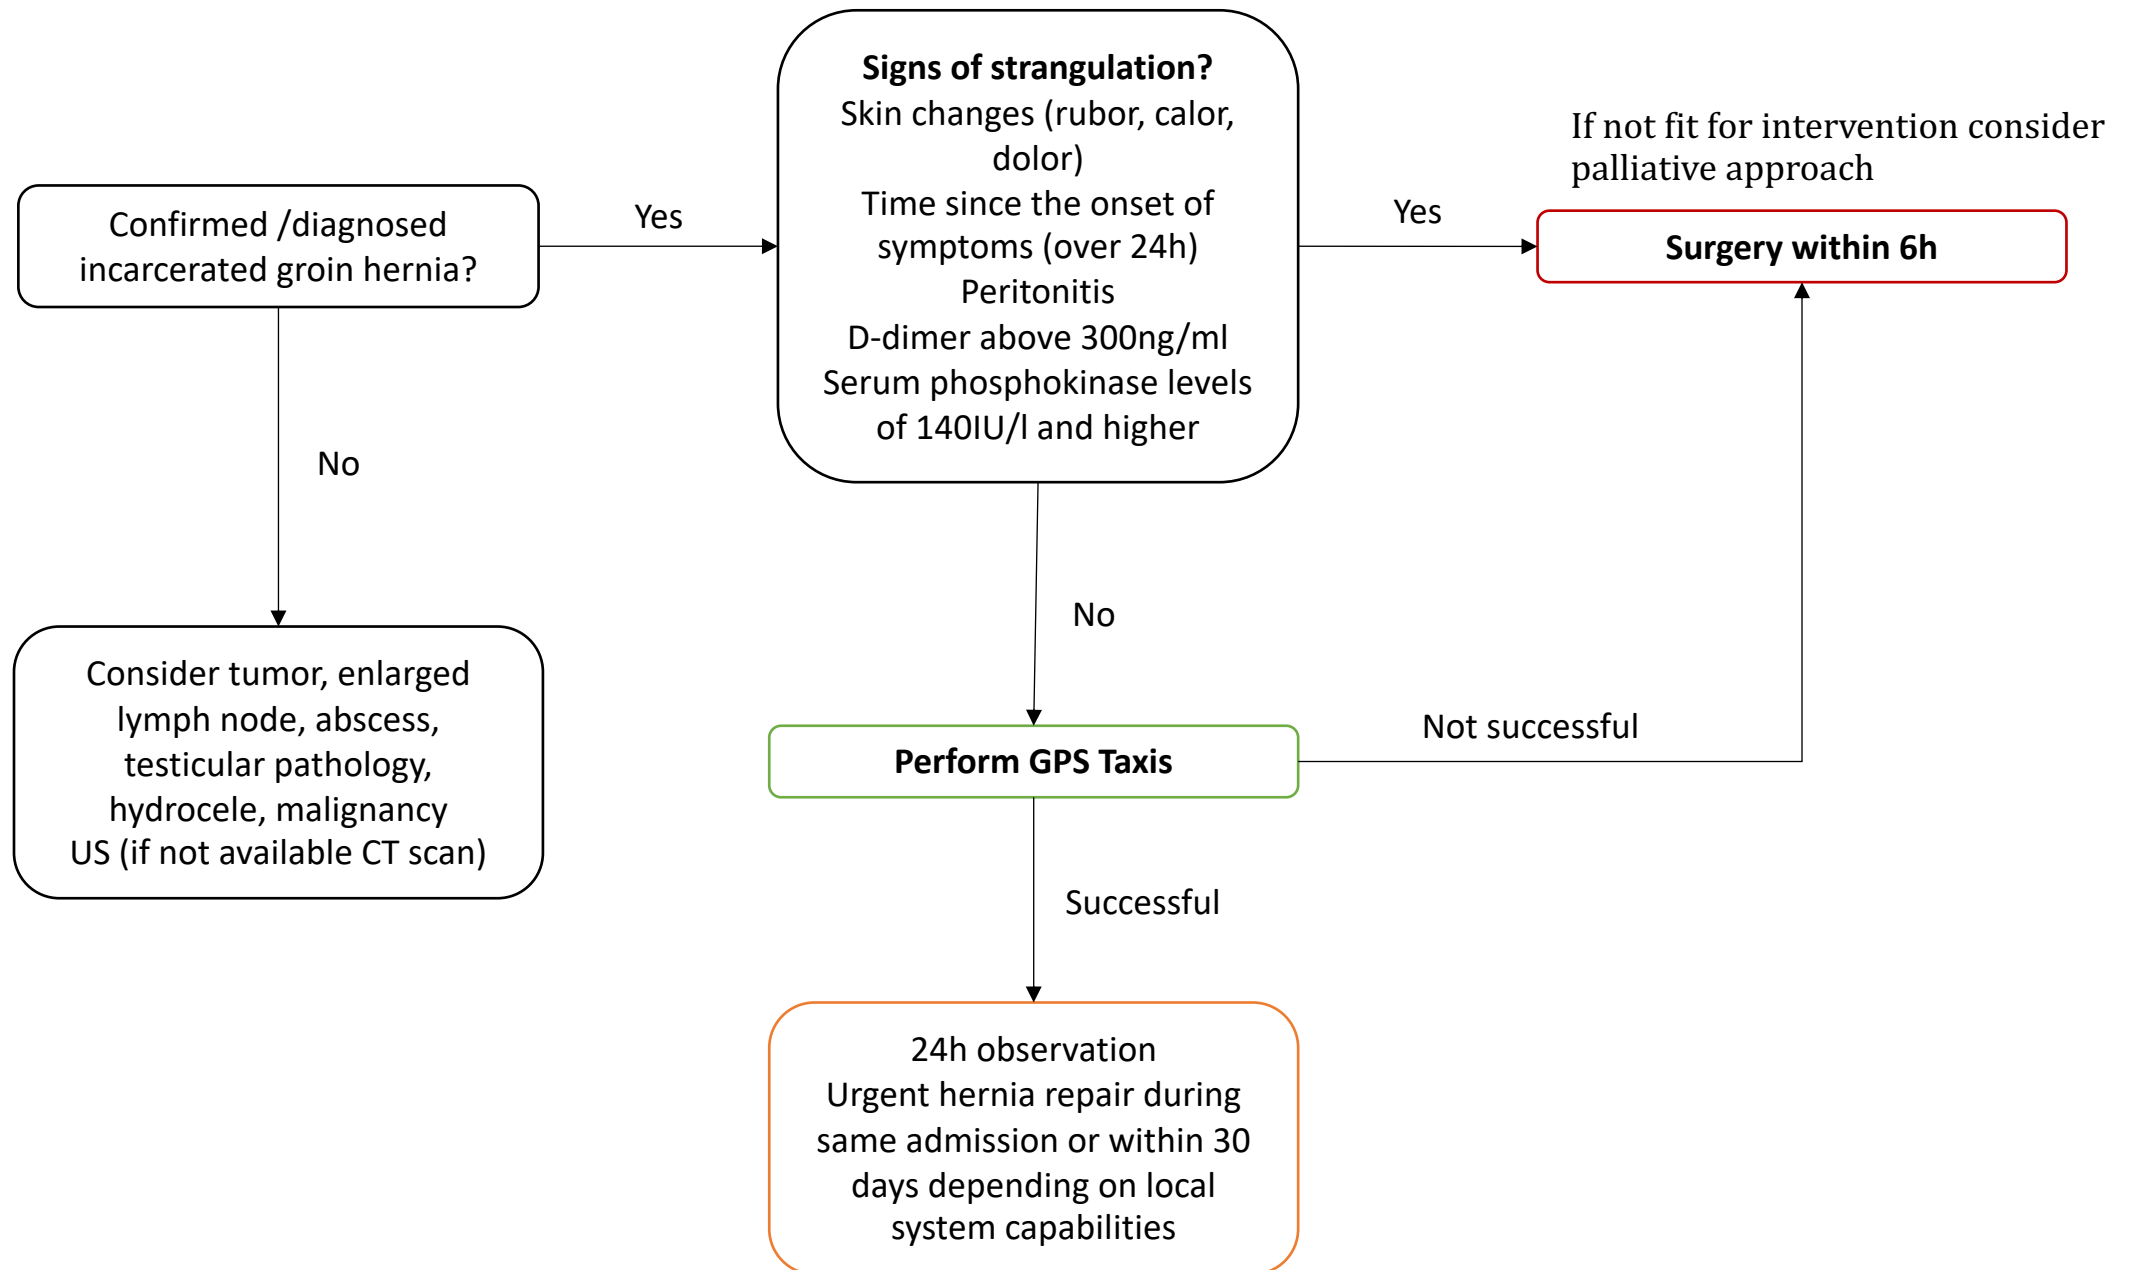 Signs of strangulation?
Skin changes (rubor, calor,
dolor)
Time since the onset of
symptoms (over 24h)
Peritonitis
D-dimer above 300ng/ml
Serum phosphokinase levels
of 140IU/l and higher
If not fit for intervention consider
palliative approach
Confirmed /diagnosed
incarcerated groin hernia?
Yes
Yes
Surgery within 6h
No
No
Consider tumor, enlarged
lymph node, abscess,
testicular pathology,
hydrocele, malignancy
US (if not available CT scan)
Perform GPS Taxis
Not successful
Successful
24h observation
Urgent hernia repair during
same admission or within 30
days depending on local
system capabilities